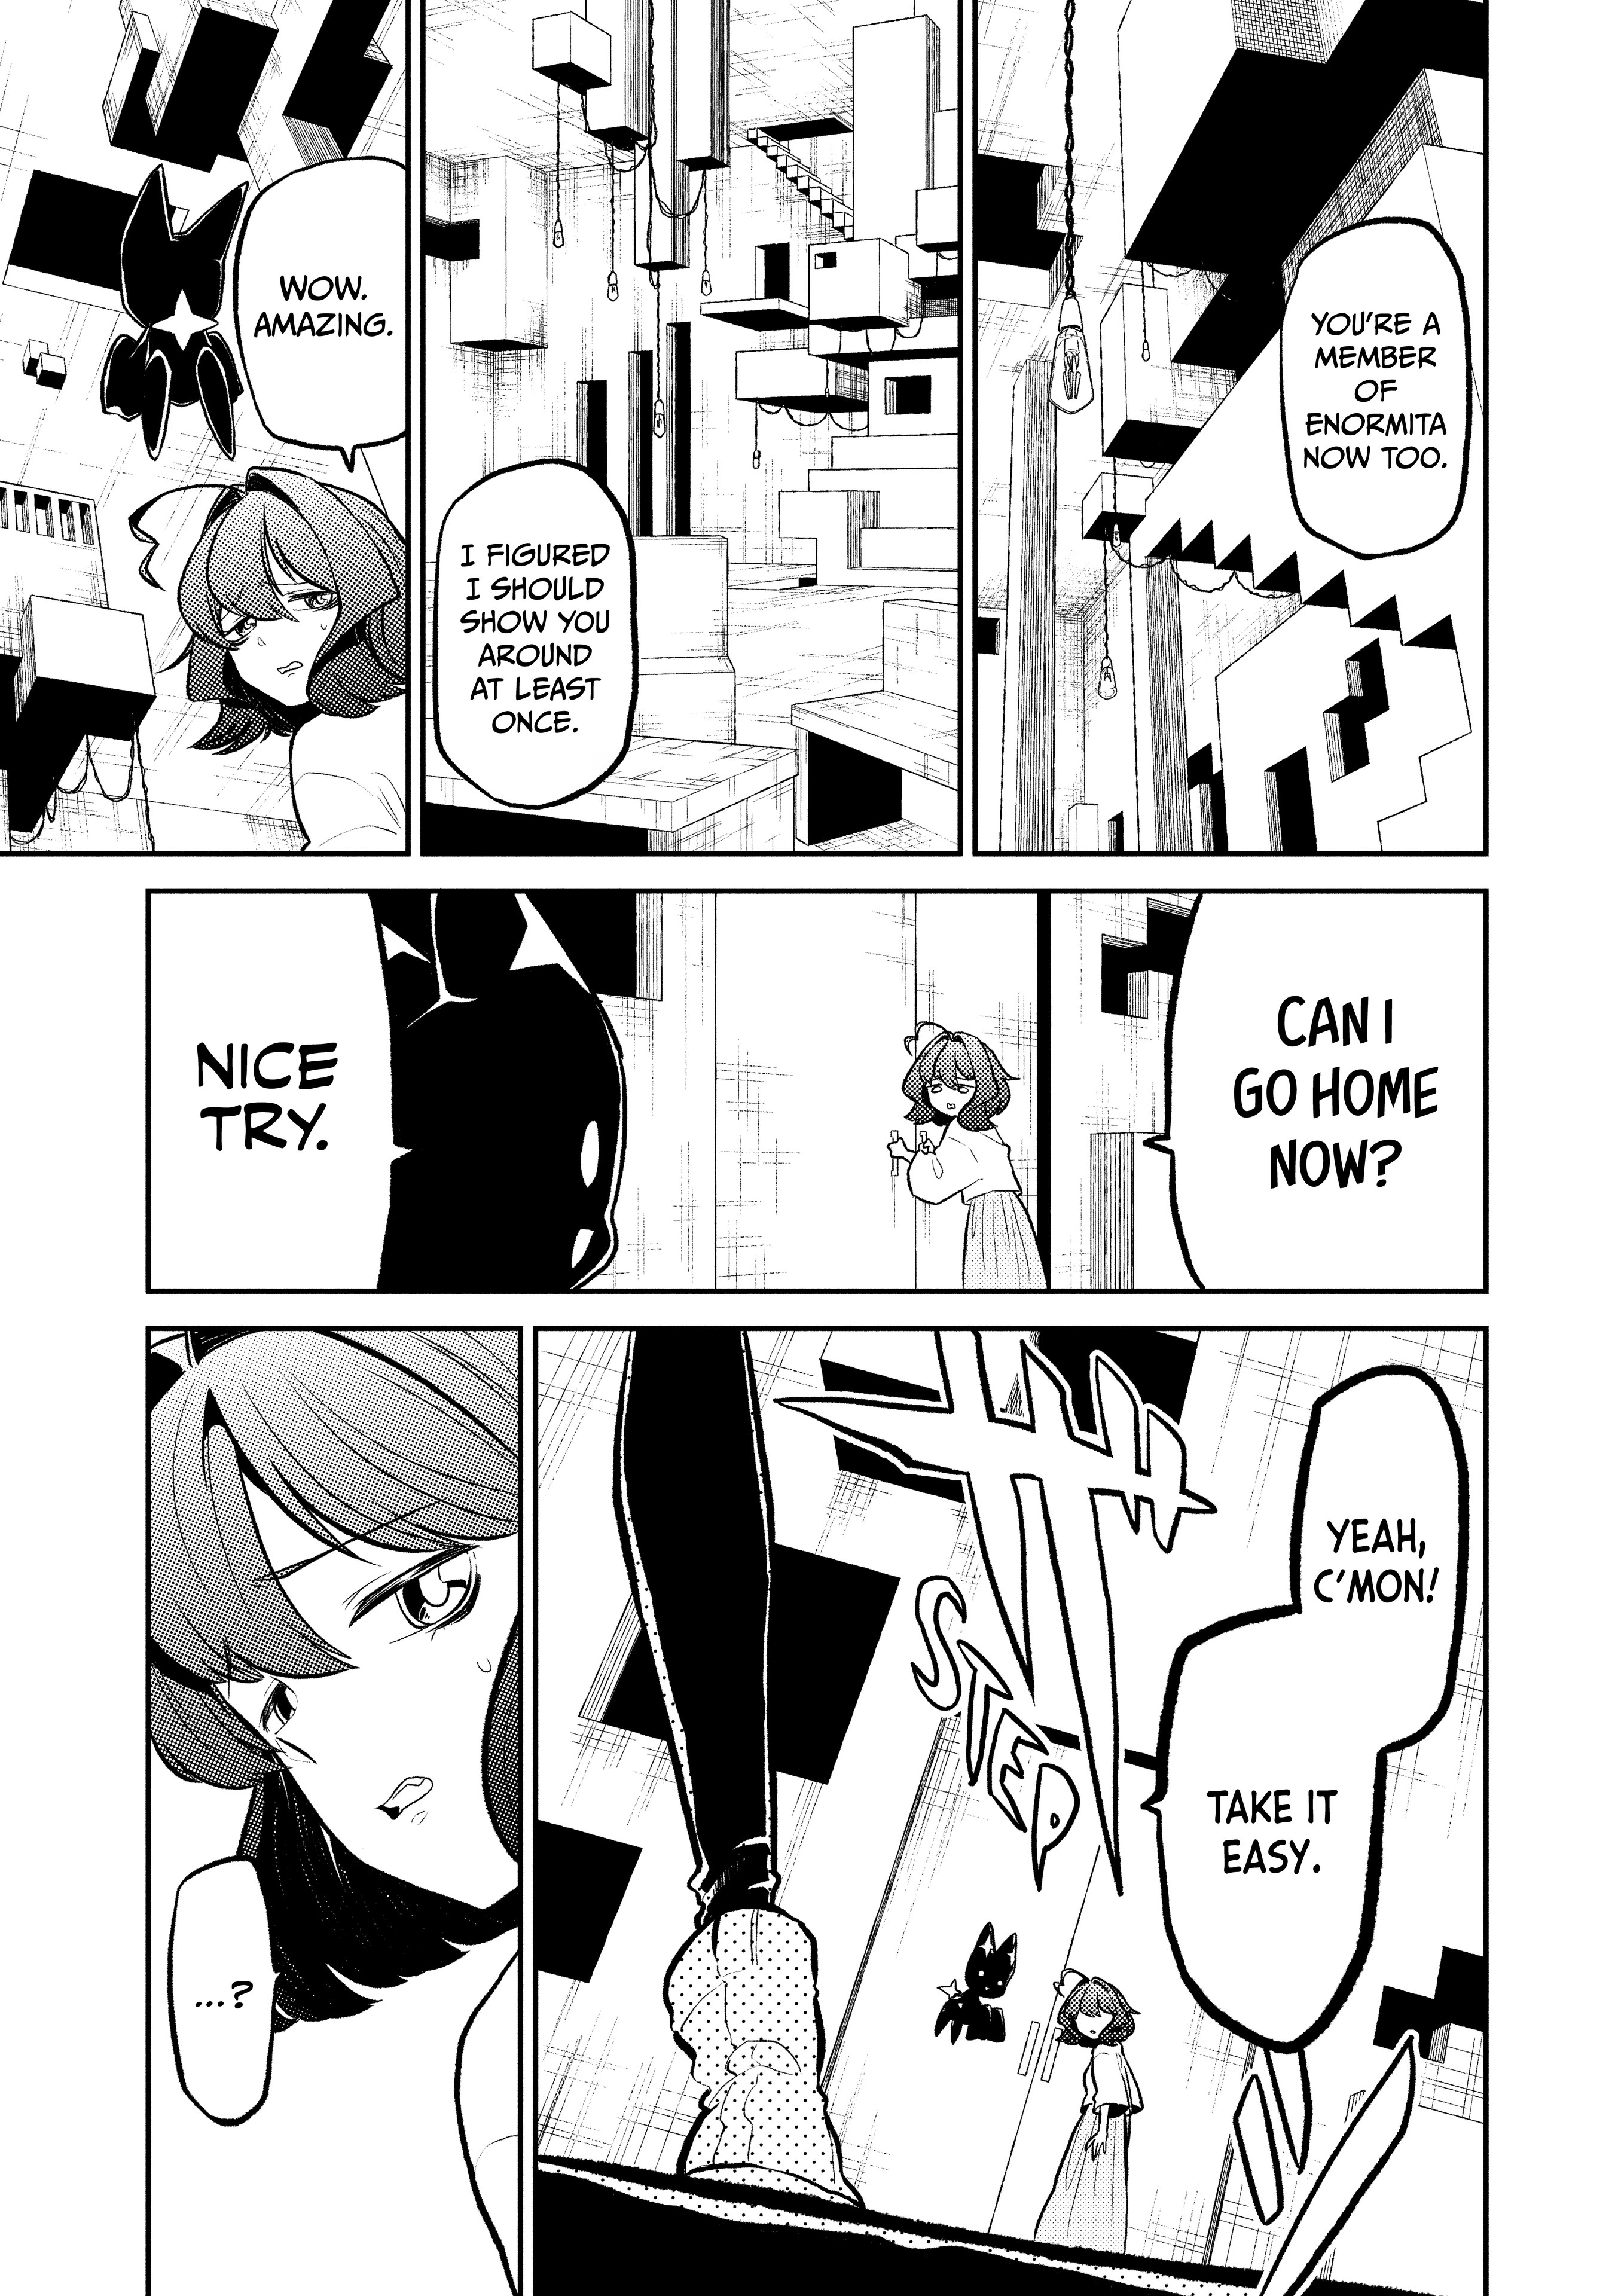 YOU'RE A
MEMBER
OF
ENORMITA
NOW TOO.
I FIGURED
I SHOULD
SHOW YOU
AROUND
AT LEAST
ONCE.
WOW.
AMAZING.
CAN I
GO HOME
NOW?
NICE
TRY.
YEAH,
C'MON!
TAKE IT
EASY.
STEP
...?